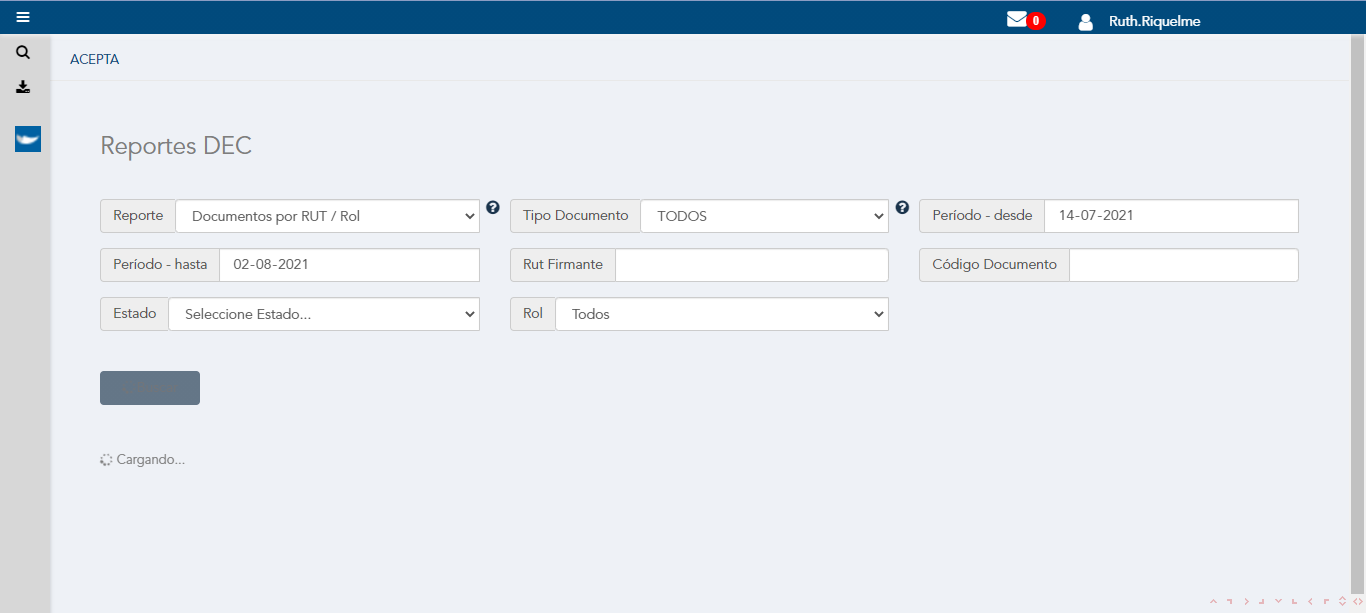 0 Ruth.Riquelme
ACEPTA
Reportes DEC
Reporte Documentos por RUT / Rol Tipo Documento TODOS Período - desde 14-07-2021
Período - hasta 02-08-2021 Rut Firmante Código Documento
Estado Seleccione Estado... Rol Todos
Cargando...